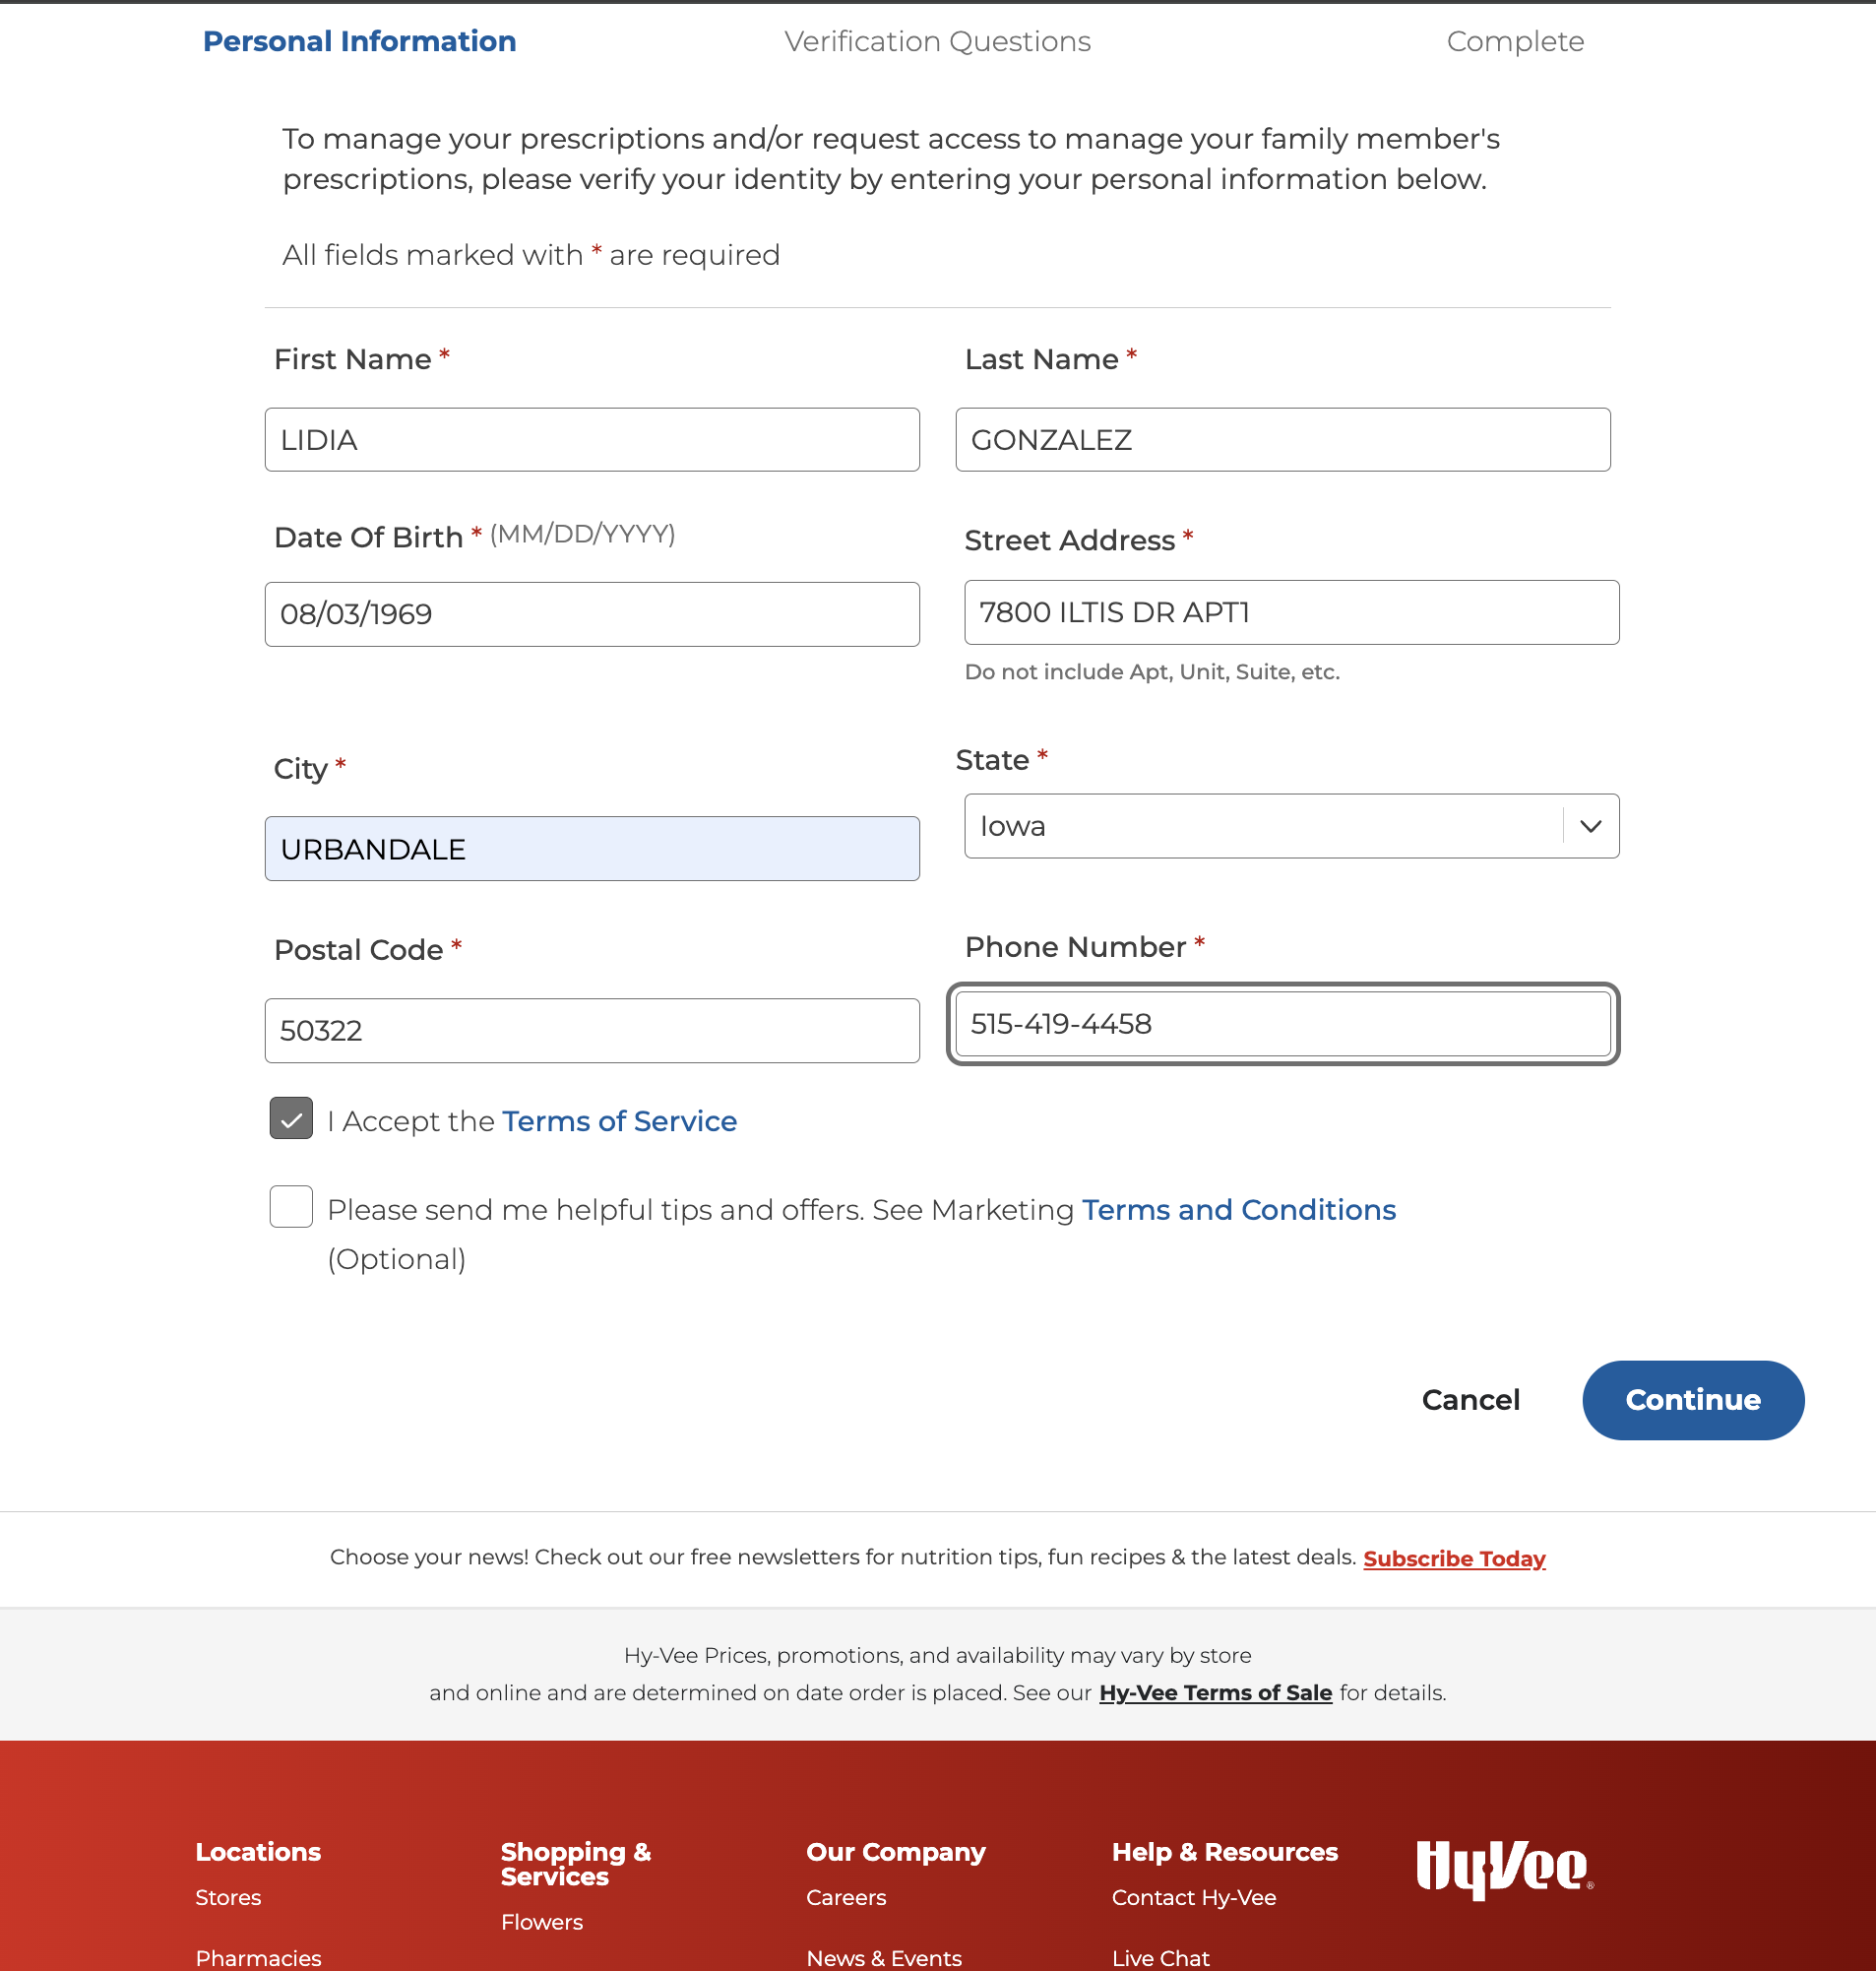 Personal Information
Verification Questions
Complete
To manage your prescriptions and/or request access to manage your family member's
prescriptions, please verify your identity by entering your personal information below.
All fields marked with * are required
First Name *
Last Name *
LIDIA
GONZALEZ
Date Of Birth * (MM/DD/YYYY)
Street Address *
08/03/1969
7800 ILTIS DR APT1
Do not include Apt, Unit, Suite, etc.
City *
State *
URBANDALE
Iowa
Postal Code *
Phone Number *
50322
515-419-4458
I Accept the Terms of Service
Please send me helpful tips and offers. See Marketing Terms and Conditions
(Optional)
Cancel
Continue
Choose your news! Check out our free newsletters for nutrition tips, fun recipes & the latest deals. Subscribe Today
Hy-Vee Prices, promotions, and availability may vary by store
and online and are determined on date order is placed. See our Hy-Vee Terms of Sale for details.
Locations
Stores
Pharmacies
Shopping &
Services
Flowers
Our Company
Careers
News & Events
Help & Resources
Contact Hy-Vee
Live Chat
HyVee®